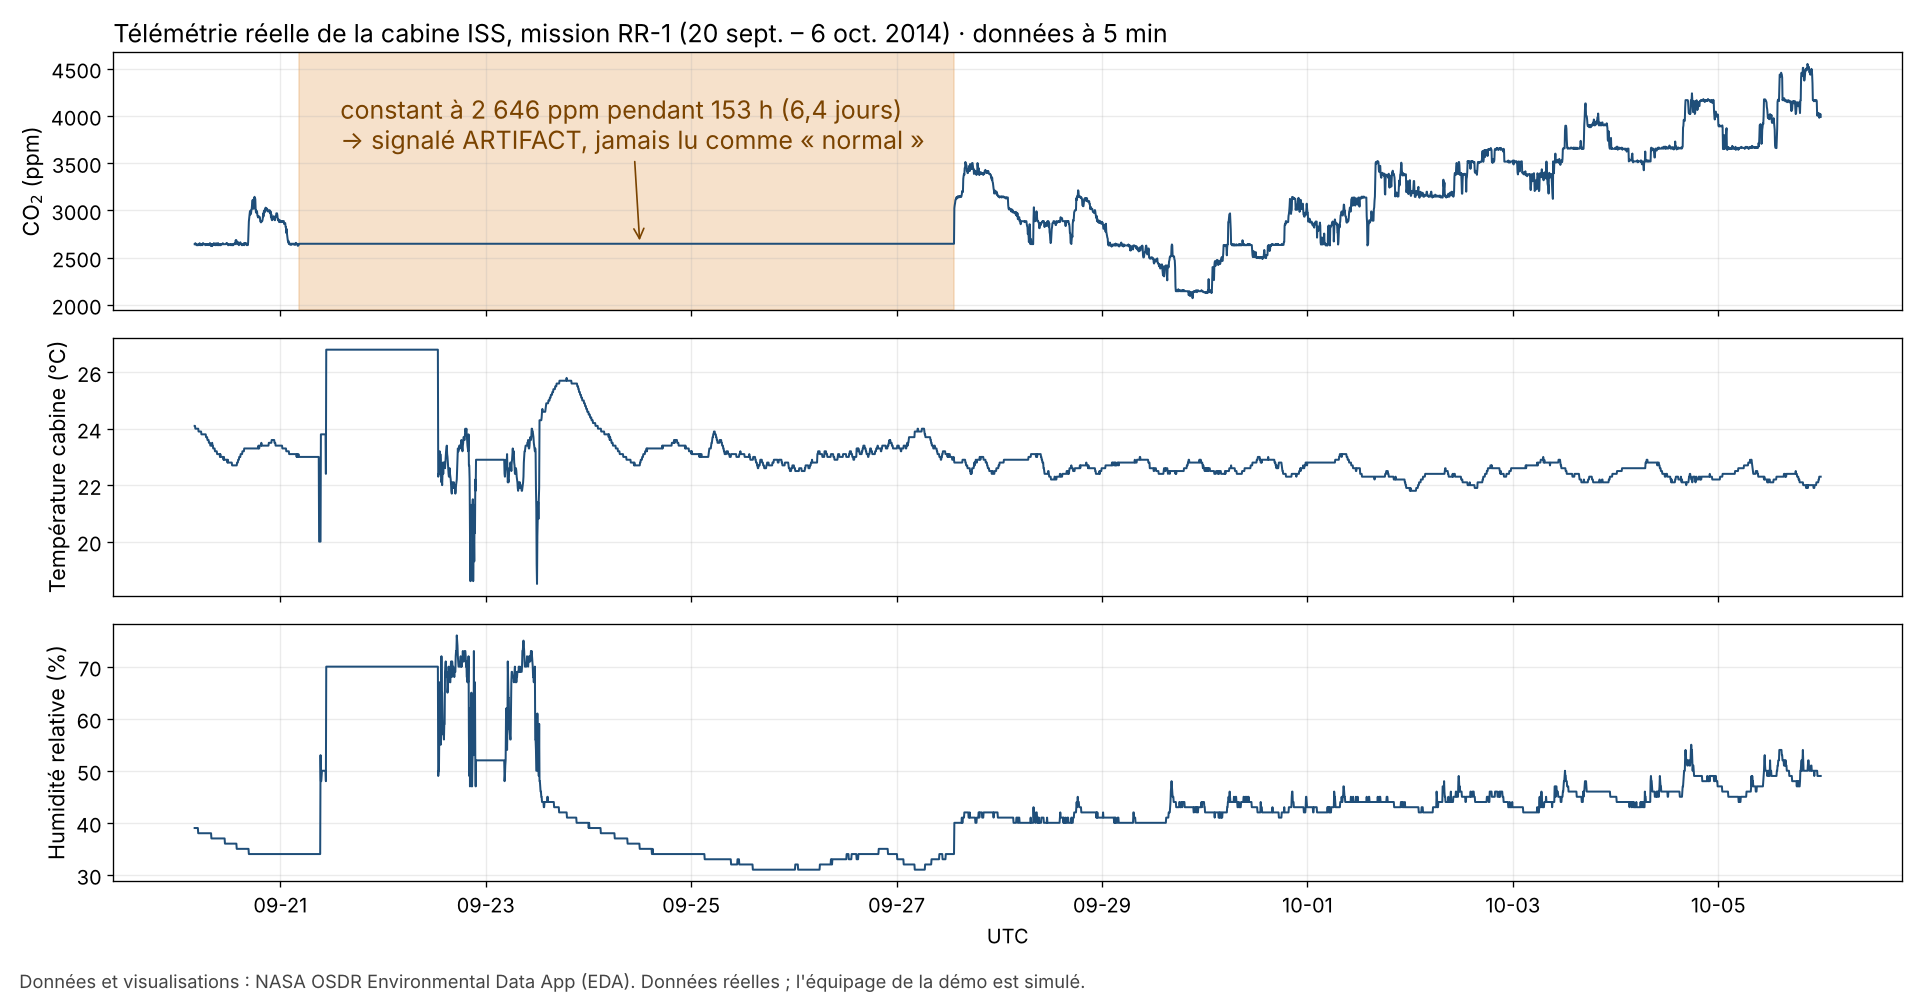 Télémétrie réelle de la cabine ISS, mission RR-1 (20 sept. – 6 oct. 2014) · données à 5 min
CO₂ (ppm)
4500
4000
3500
3000
2500
2000
constant à 2 646 ppm pendant 153 h (6,4 jours)
→ signalé ARTIFACT, jamais lu comme « normal »
Température cabine (°C)
26
24
22
20
Humidité relative (%)
70
60
50
40
30
09-21 09-23 09-25 09-27 09-29 10-01 10-03 10-05
UTC
Données et visualisations : NASA OSDR Environmental Data App (EDA). Données réelles ; l'équipage de la démo est simulé.